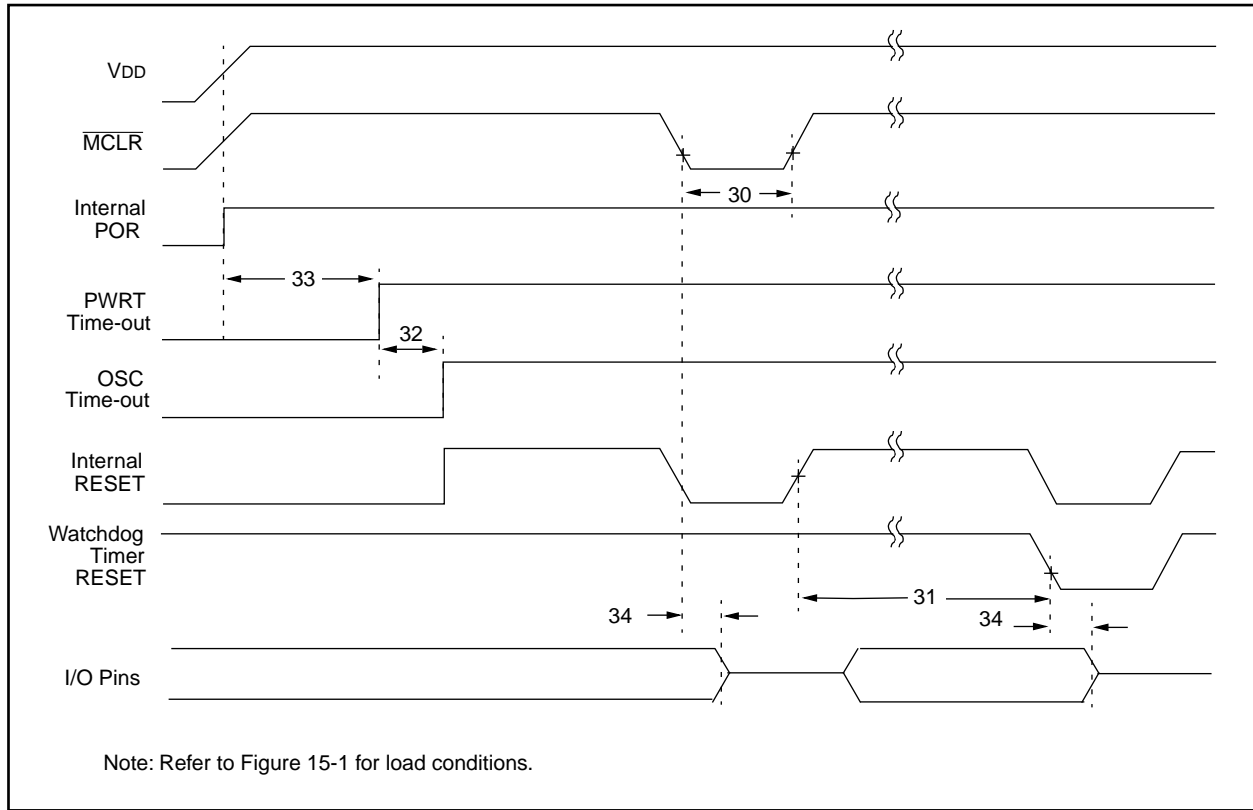 VDD
MCLR
30
Internal
POR
33
PWRT
Time-out
32
OSC
Time-out
Internal
RESET
Watchdog
Timer
RESET
31
34
34
I/O Pins
Note: Refer to Figure 15-1 for load conditions.